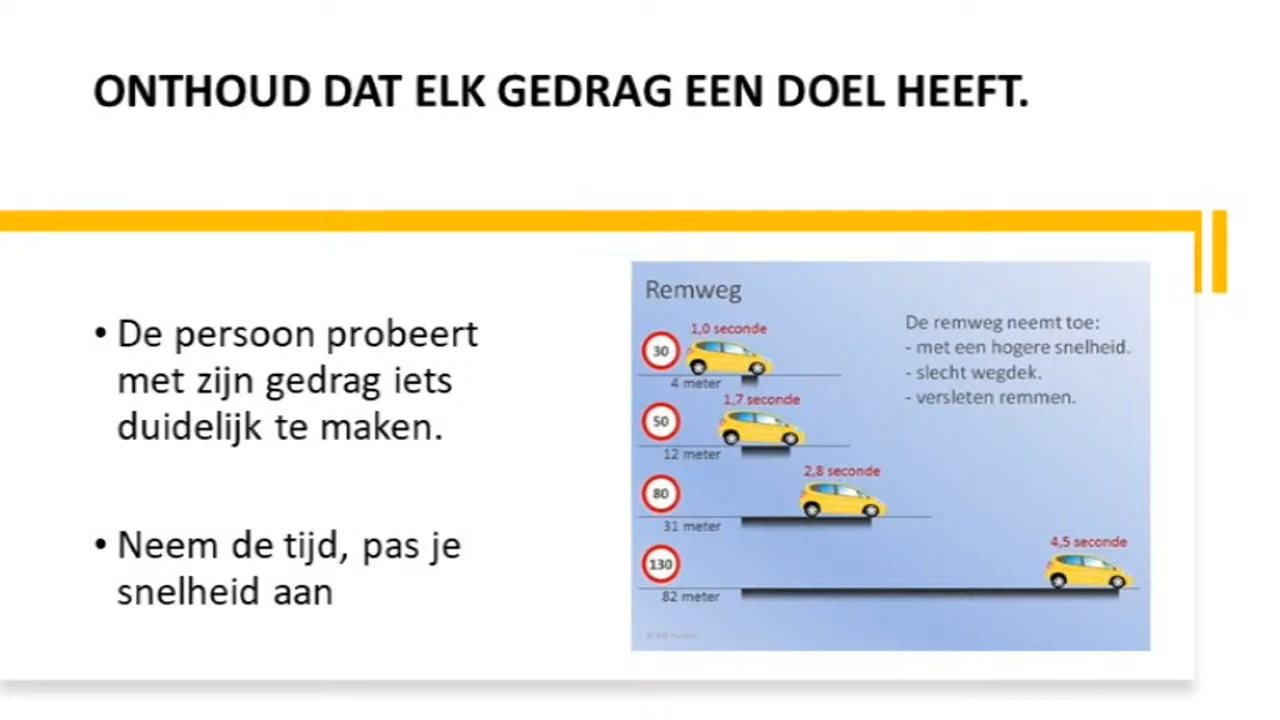 ONTHOUD DAT ELK GEDRAG EEN DOEL HEEFT.
• De persoon probeert
met zijn gedrag iets
duidelijk te maken.
• Neem de tijd, pas je
snelheid aan
Remweg
De remweg neemt toe:
- met een hogere snelheid.
- slecht wegdek.
- versleten remmen.
1,0 seconde
30
4 meter
1,7 seconde
50
12 meter
2,8 seconde
80
31 meter
4,5 seconde
130
82 meter